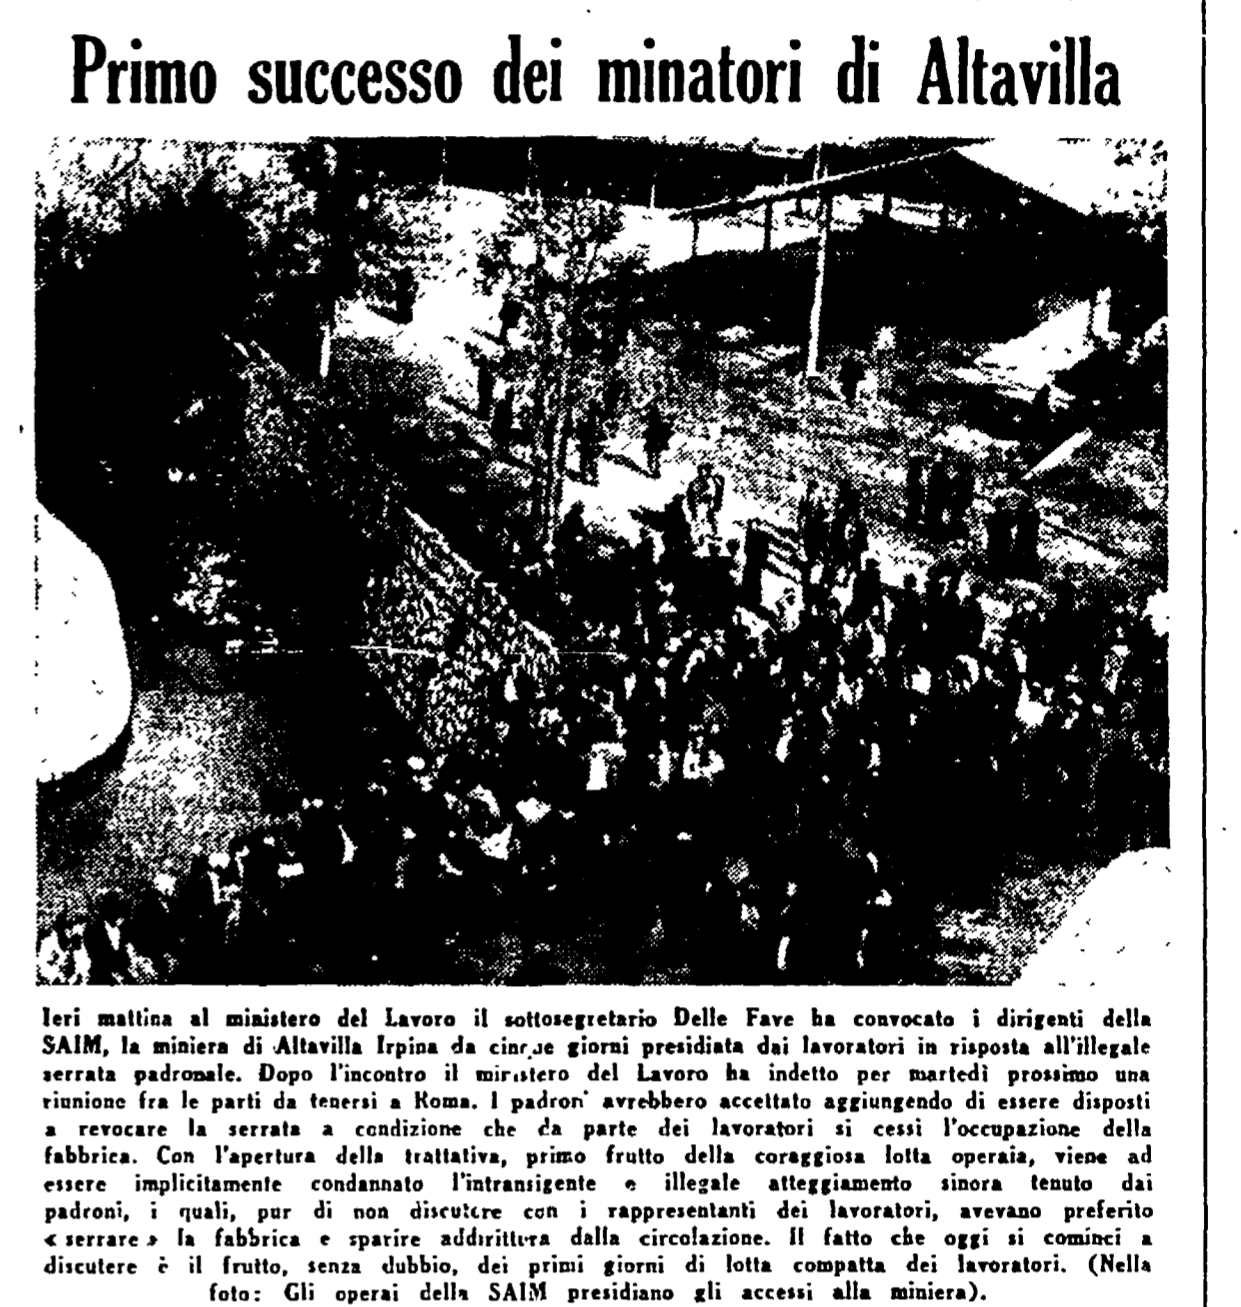 Primo successo dei minatori di Altavilla
Ieri mattina al ministero del Lavoro il sottosegretario Delle Fave ha convocato i dirigenti della
SAIM, la miniera di Altavilla Irpina da cinque giorni presidiata dai lavoratori in risposta all'illegale
serrata padronale. Dopo l'incontro il ministero del Lavoro ha indetto per martedì prossimo una
riunione fra le parti da tenersi a Roma. I padroni avrebbero accettato aggiungendo di essere disposti
a revocare la serrata a condizione che da parte dei lavoratori si cessi l'occupazione della
fabbrica. Con l'apertura della trattativa, primo frutto della coraggiosa lotta operaia, viene ad
essere implicitamente condannato l'intransigente e illegale atteggiamento sinora tenuto dai
padroni, i quali, pur di non discutere con i rappresentanti dei lavoratori, avevano preferito
« serrare » la fabbrica e sparire addirittura dalla circolazione. Il fatto che oggi si cominci a
discutere è il frutto, senza dubbio, dei primi giorni di lotta compatta dei lavoratori. (Nella
foto: Gli operai della SAIM presidiano gli accessi alla miniera).